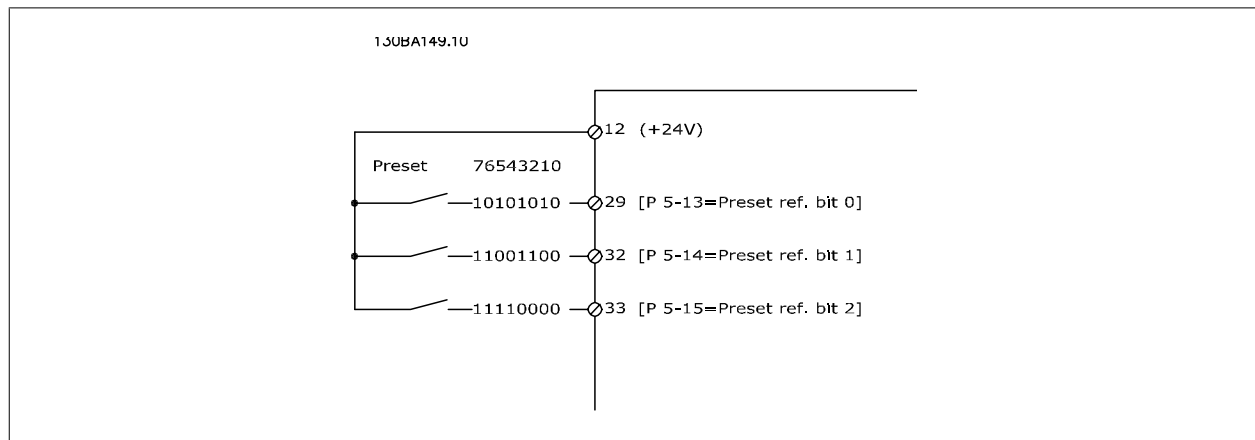 130BA149.10
12 (+24V)
Preset 76543210
10101010 29 [P 5-13=Preset ref. bit 0]
11001100 32 [P 5-14=Preset ref. bit 1]
11110000 33 [P 5-15=Preset ref. bit 2]